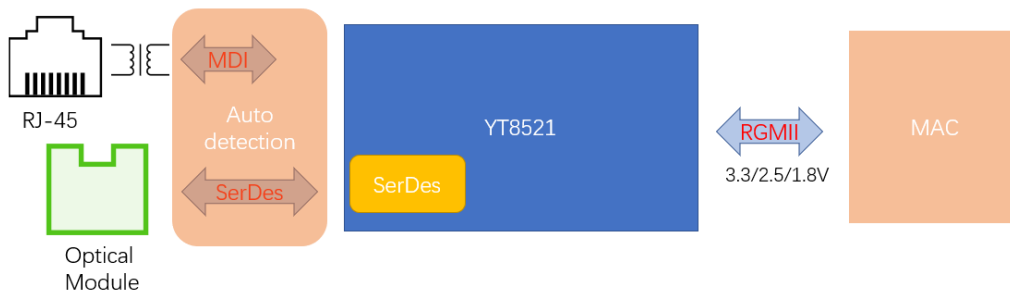 RJ-45
MDI
Auto
detection
SerDes
Optical
Module
YT8521
SerDes
RGMII
3.3/2.5/1.8V
MAC